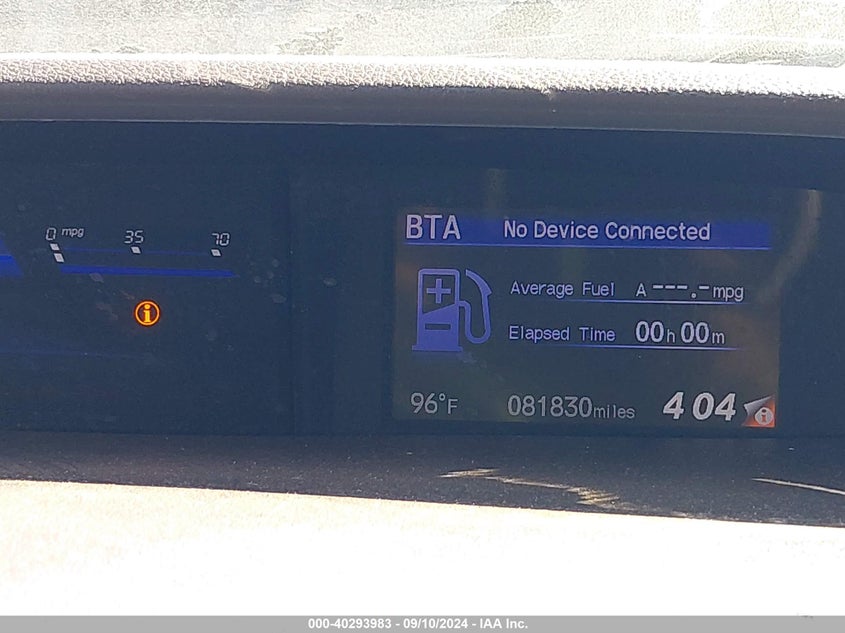 0 mpg 35 70
BTA No Device Connected
Average Fuel A ---.- mpg
Elapsed Time 00h 00m
96°F 081830miles 4 04
000-40293983 - 09/10/2024 - IAA Inc.